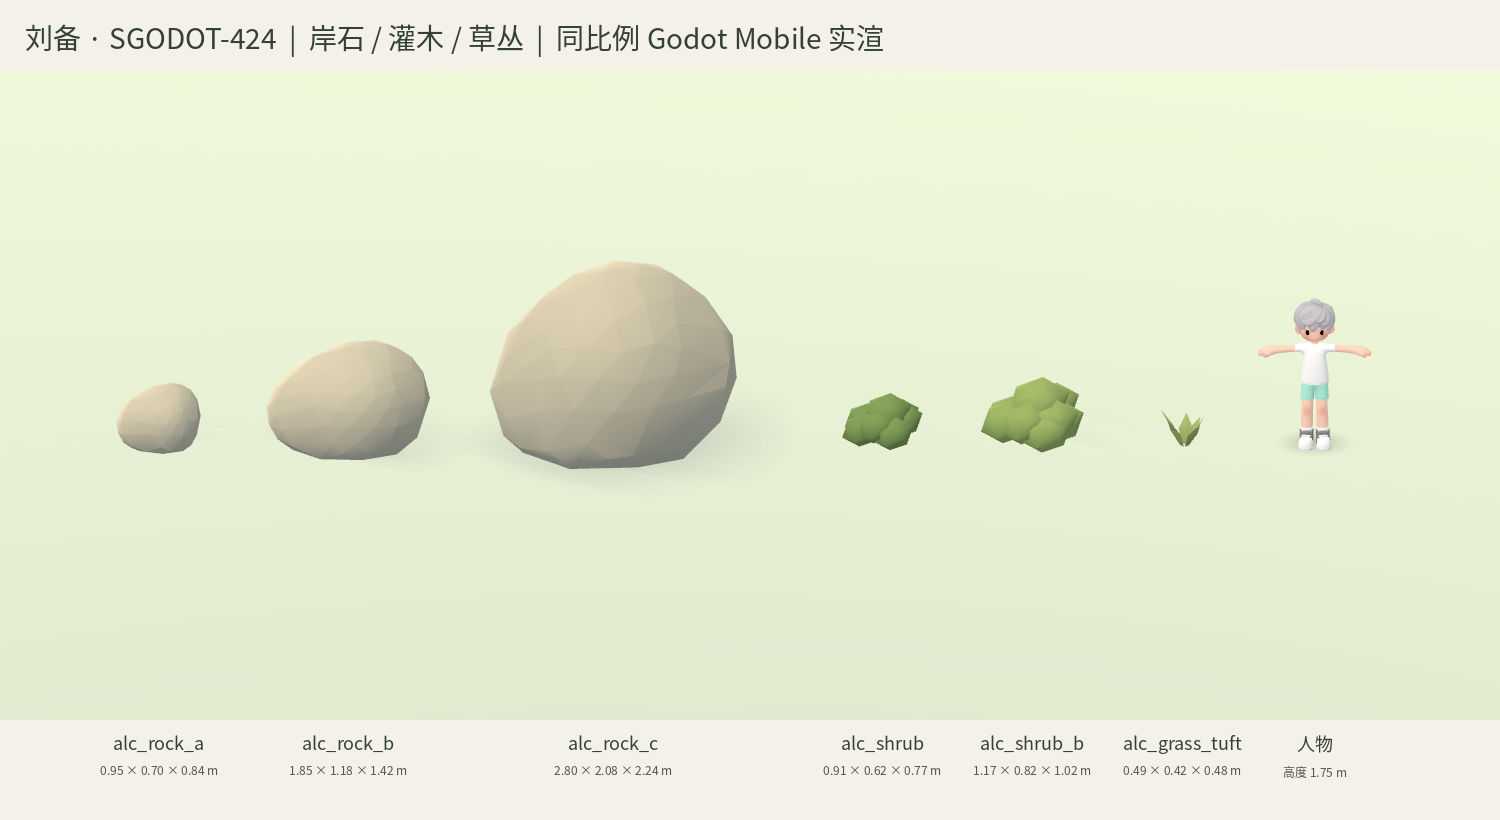 刘备 · SGODOT-424｜岸石 / 灌木 / 草丛｜同比例 Godot Mobile 实渲
alc_rock_a
0.95 × 0.70 × 0.84 m
alc_rock_b
1.85 × 1.18 × 1.42 m
alc_rock_c
2.80 × 2.08 × 2.24 m
alc_shrub
0.91 × 0.62 × 0.77 m
alc_shrub_b
1.17 × 0.82 × 1.02 m
alc_grass_tuft
0.49 × 0.42 × 0.48 m
人物
高度 1.75 m